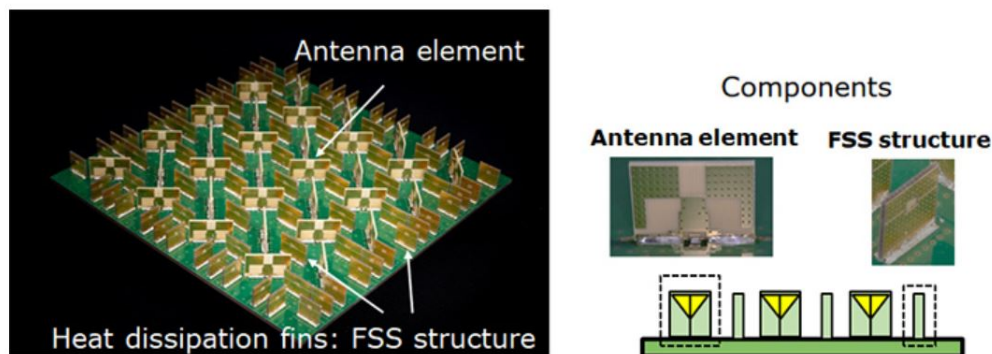 Antenna element
Heat dissipation fins: FSS structure
Components
Antenna element
FSS structure